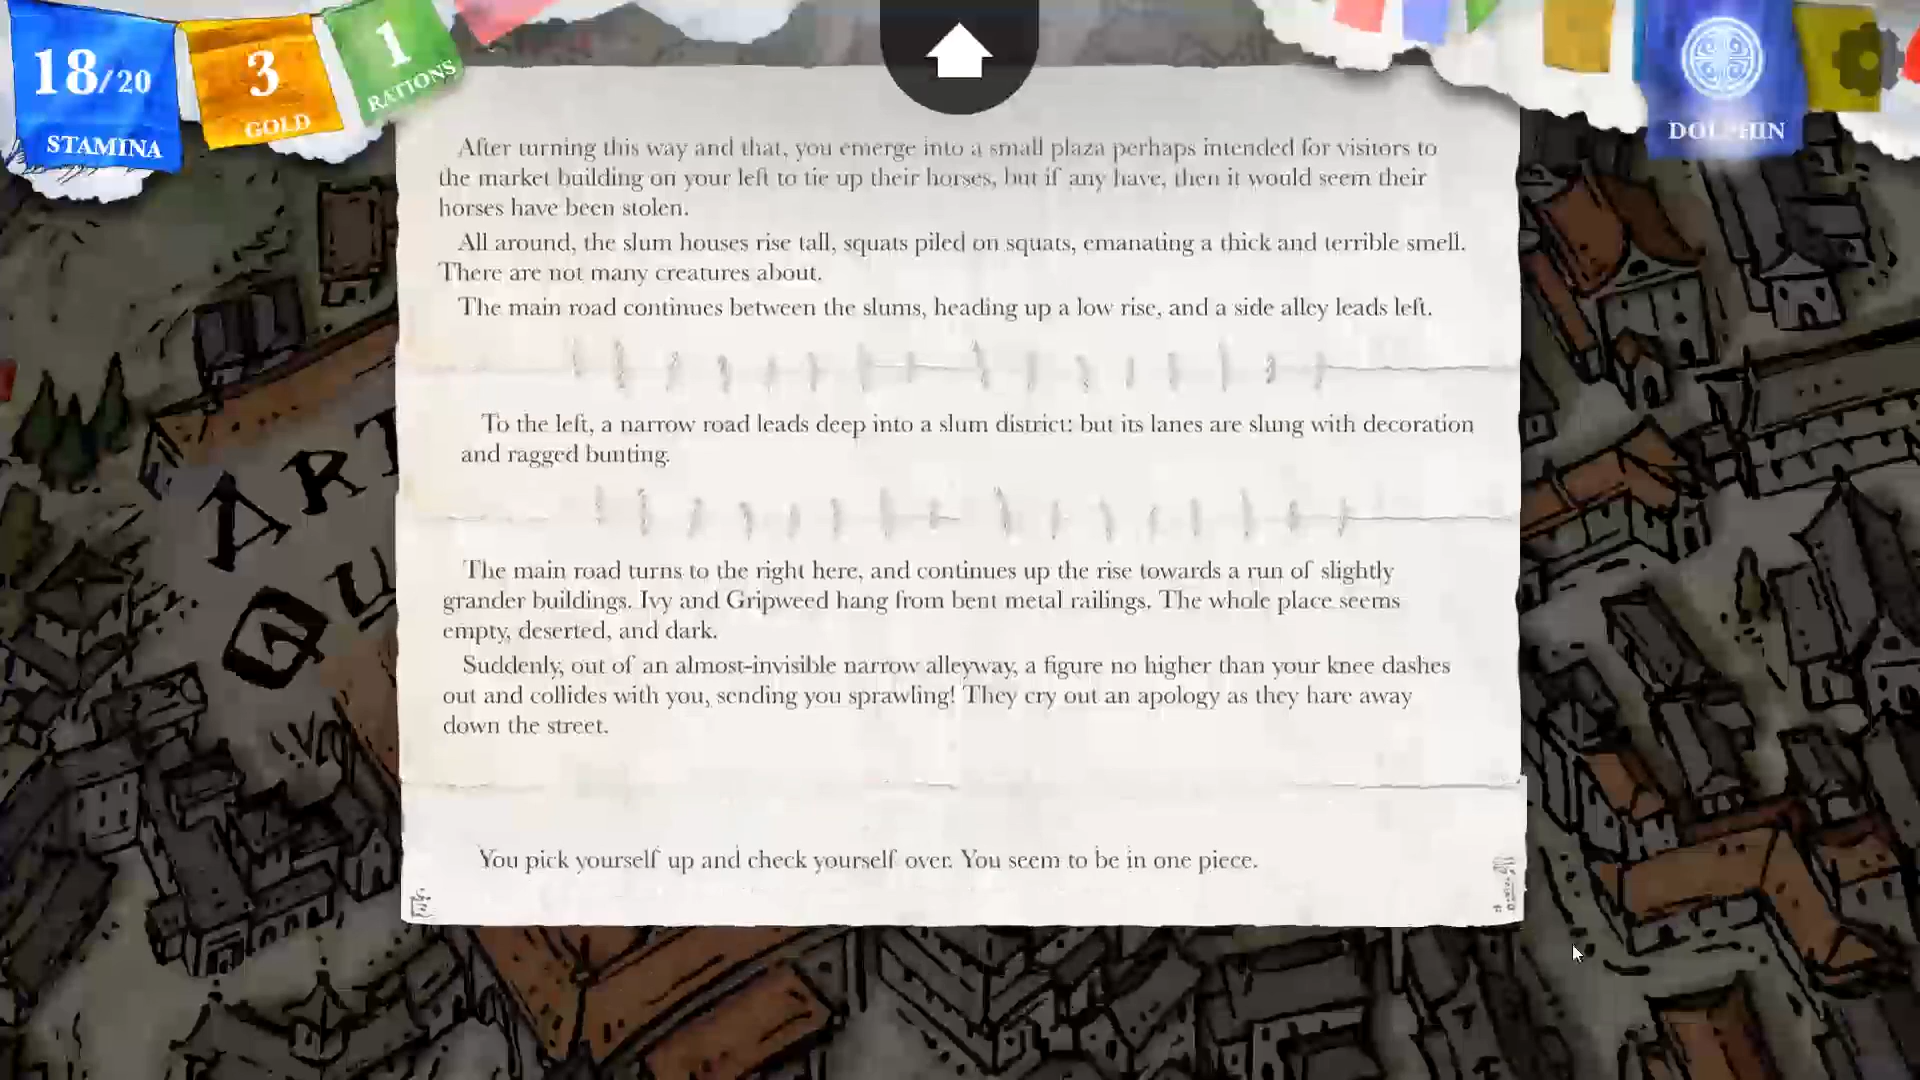 18/20
STAMINA
3
GOLD
1
RATIONS
DOLPHIN
After turning this way and that, you emerge into a small plaza perhaps intended for visitors to
the market building on your left to tie up their horses, but if any have, then it would seem their
horses have been stolen.
All around, the slum houses rise tall, squats piled on squats, emanating a thick and terrible smell.
There are not many creatures about.
The main road continues between the slums, heading up a low rise, and a side alley leads left.
To the left, a narrow road leads deep into a slum district: but its lanes are slung with decoration
and ragged bunting.
The main road turns to the right here, and continues up the rise towards a run of slightly
grander buildings. Ivy and Gripweed hang from bent metal railings. The whole place seems
empty, deserted, and dark.
Suddenly, out of an almost-invisible narrow alleyway, a figure no higher than your knee dashes
out and collides with you, sending you sprawling! They cry out an apology as they hare away
down the street.
You pick yourself up and check yourself over. You seem to be in one piece.
ART
QU